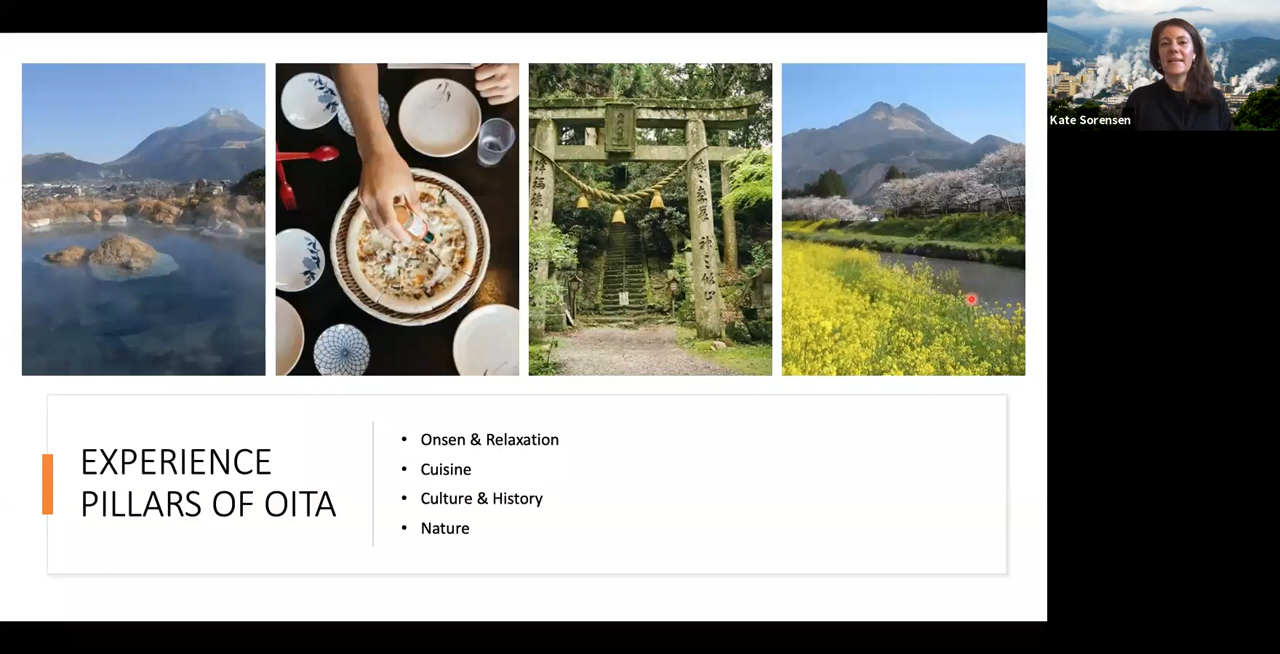 Kate Sorensen
EXPERIENCE
PILLARS OF OITA
• Onsen & Relaxation
• Cuisine
• Culture & History
• Nature